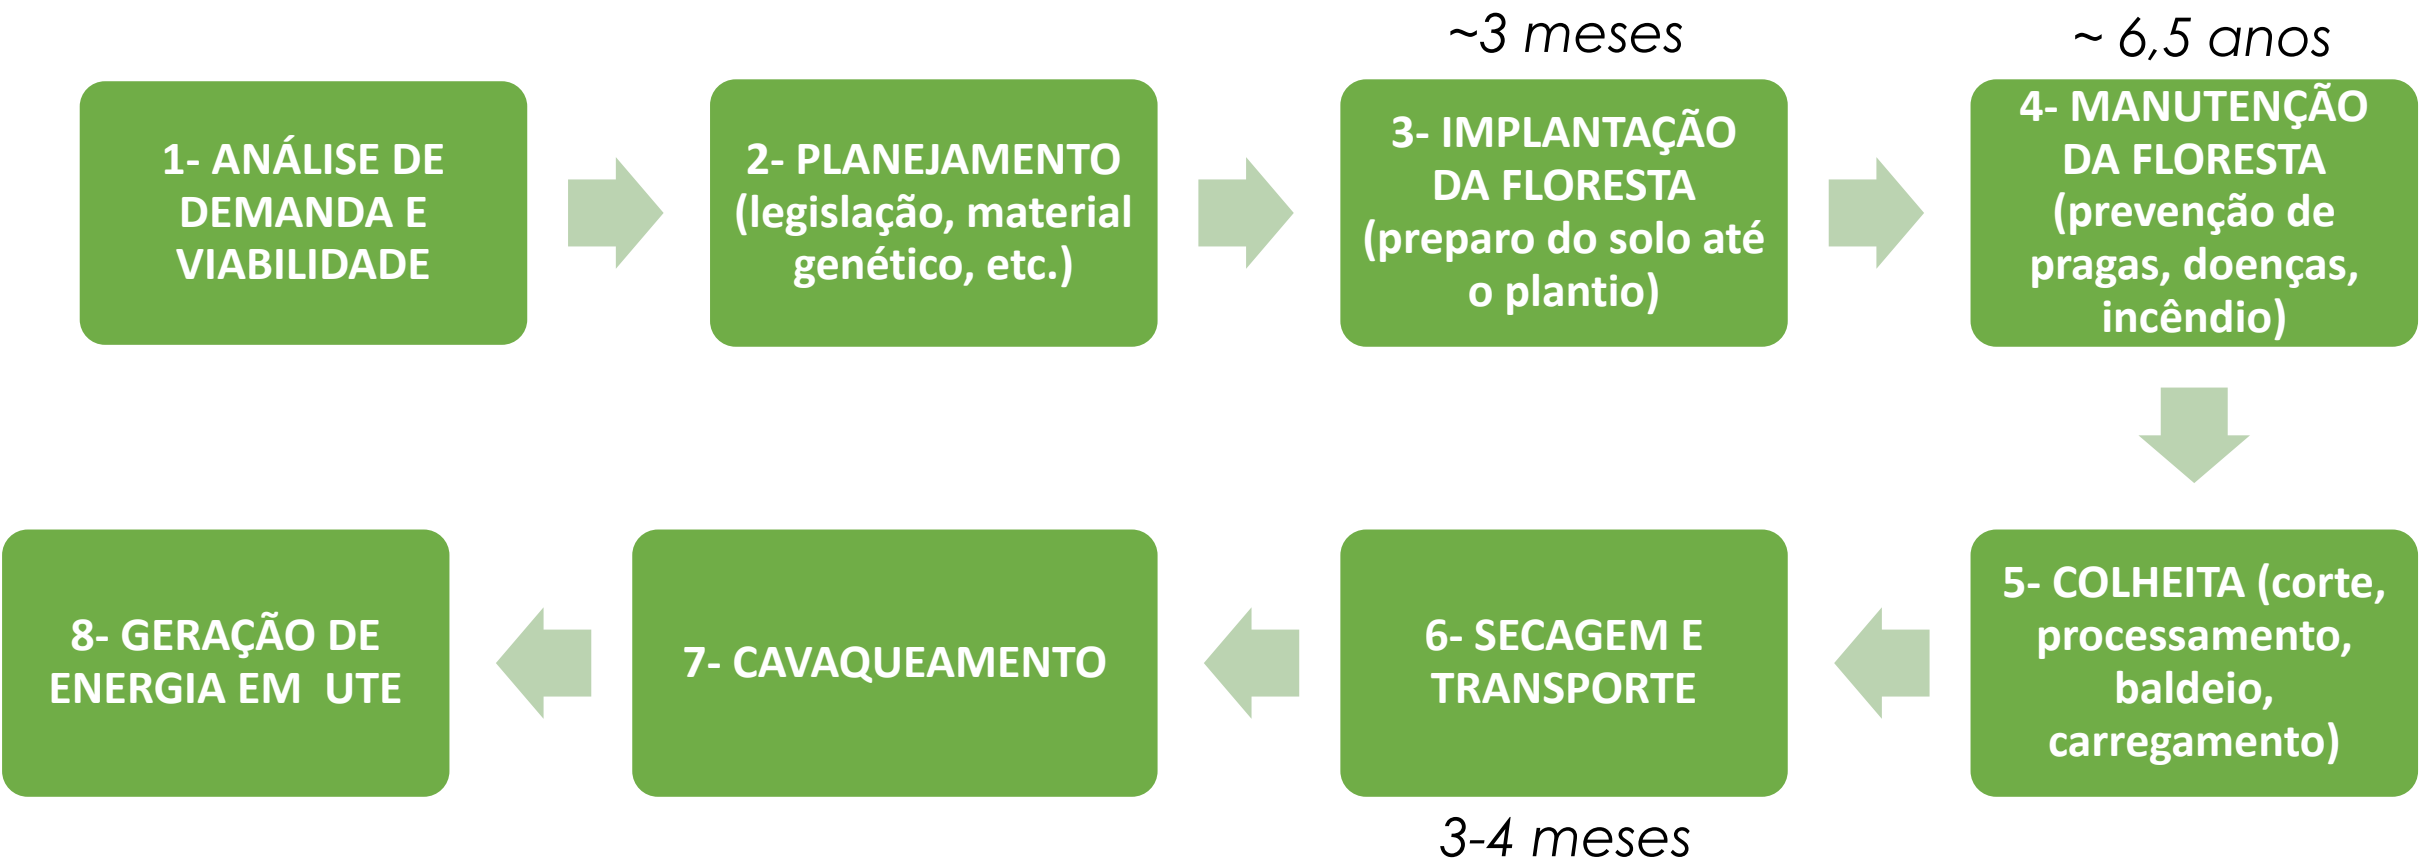 ~3 meses
~ 6,5 anos
1- ANÁLISE DE
DEMANDA E
VIABILIDADE
2- PLANEJAMENTO
(legislação, material
genético, etc.)
3- IMPLANTAÇÃO
DA FLORESTA
(preparo do solo até
o plantio)
4- MANUTENÇÃO
DA FLORESTA
(prevenção de
pragas, doenças,
incêndio)
5- COLHEITA (corte,
processamento,
baldeio,
carregamento)
6- SECAGEM E
TRANSPORTE
3-4 meses
7- CAVAQUEAMENTO
8- GERAÇÃO DE
ENERGIA EM  UTE